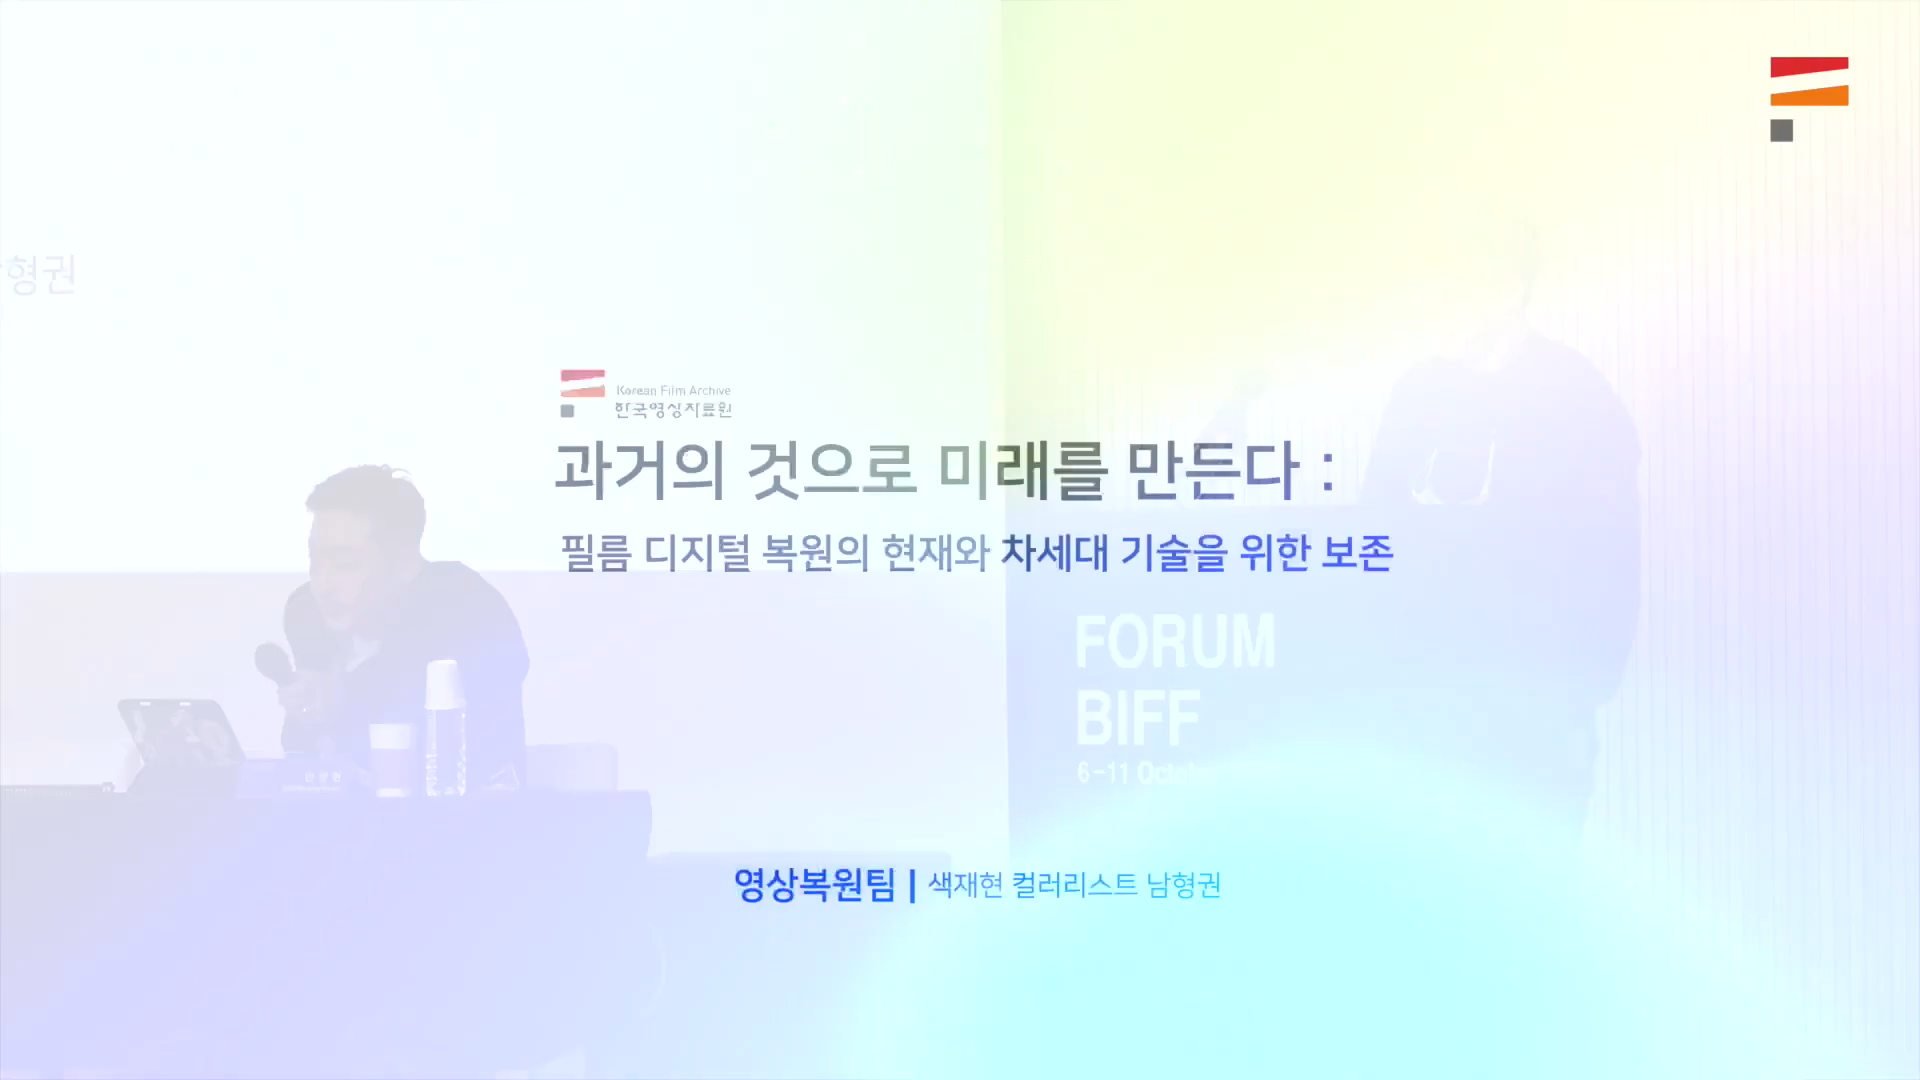 형권
Korean Film Archive
한국영상자료원
과거의 것으로 미래를 만든다 :
필름 디지털 복원의 현재와 차세대 기술을 위한 보존
FORUM
BIFF
6-11
영상복원팀 | 색재현 컬러리스트 남형권